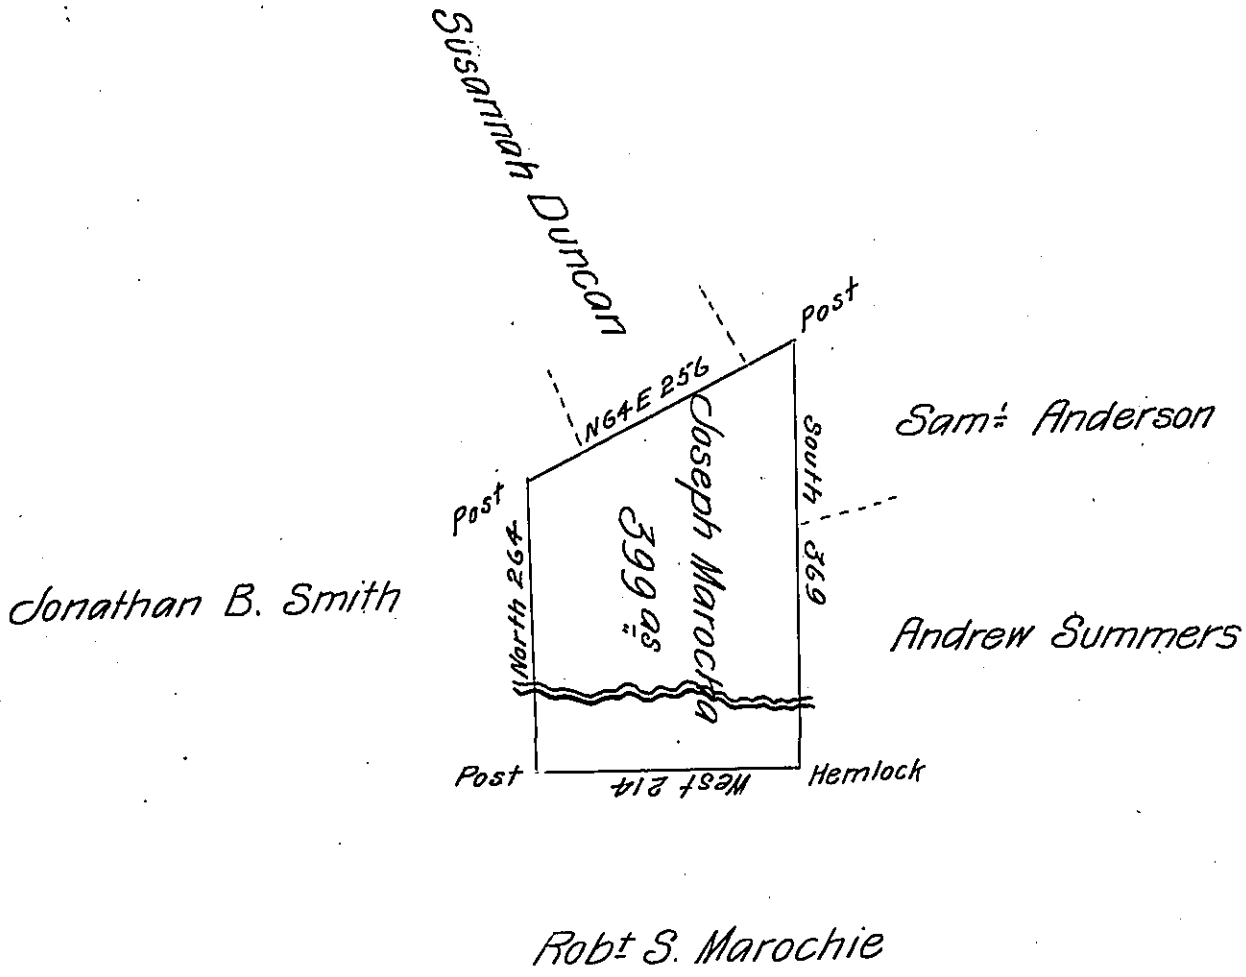 Susannah Duncan
Post
N64E 256
Saml Anderson
Post
South 369
Joseph Marocha
399 as
North 264
Jonathan B. Smith
Andrew Summers
Post
West 214
Hemlock
Robt S. Marochie